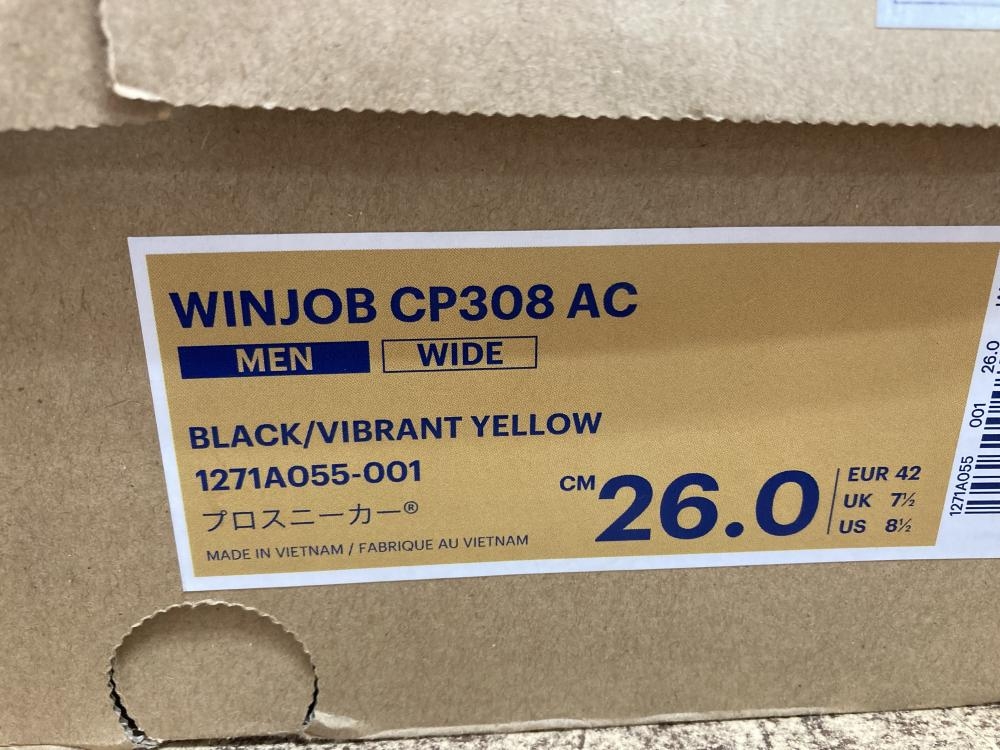 WINJOB CP308 AC
MEN WIDE
BLACK/VIBRANT YELLOW
1271A055-001
プロスニーカー®
MADE IN VIETNAM / FABRIQUE AU VIETNAM
CM 26.0
EUR 42
UK 7½
US 8½
1271A055 001 26.0